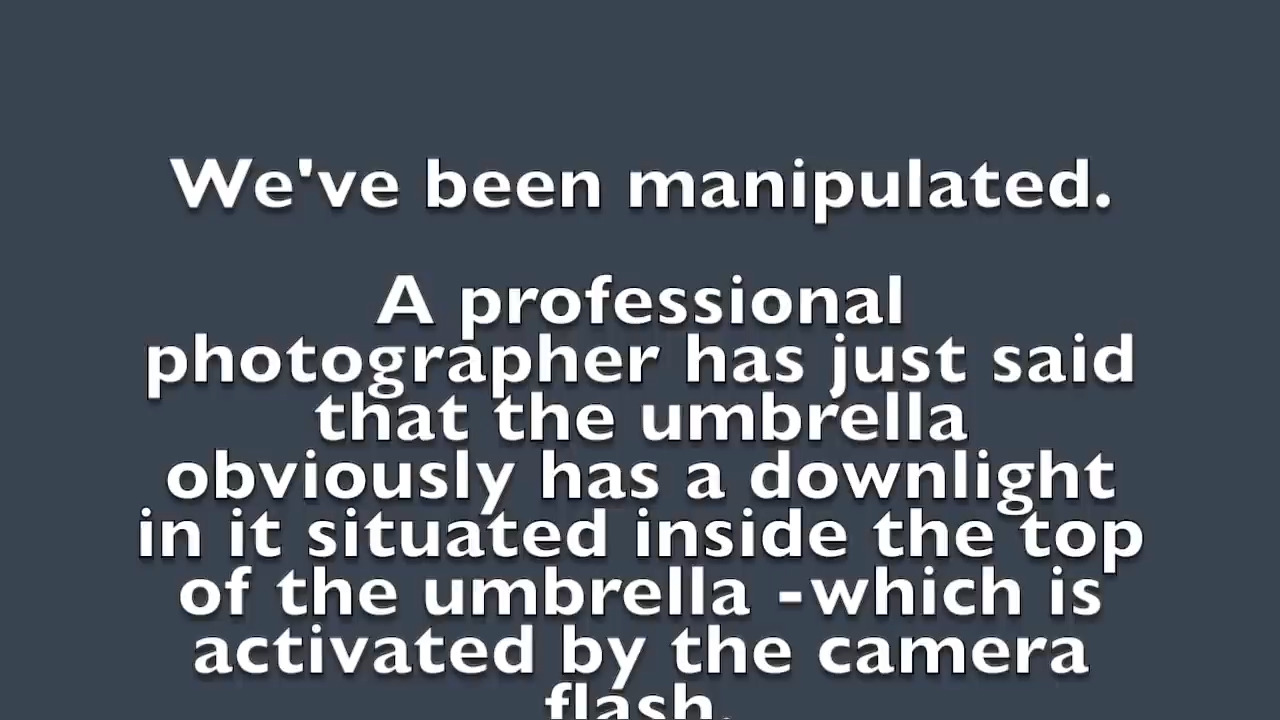 We've been manipulated.
A professional
photographer has just said
that the umbrella
obviously has a downlight
in it situated inside the top
of the umbrella -which is
activated by the camera
flash.